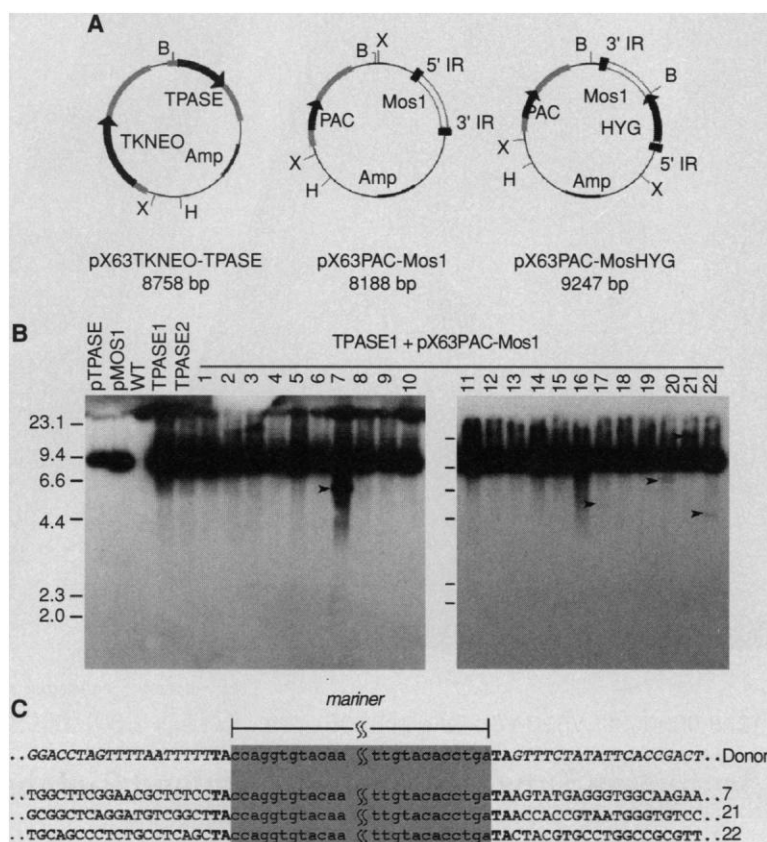 A
B
TPASE
TKNEO
Amp
X
H
pX63TKNEO-TPASE
8758 bp
X
B
5' IR
Mos1
PAC
3' IR
X
H
Amp
pX63PAC-Mos1
8188 bp
3' IR
B
B
Mos1
PAC
HYG
X
5' IR
H
Amp
X
pX63PAC-MosHYG
9247 bp
B
pTPASE
pMOS1
WT
TPASE1
TPASE2
TPASE1 + pX63PAC-Mos1
1 2 3 4 5 6 7 8 9 10
11 12 13 14 15 16 17 18 19 20 21 22
23.1
9.4
6.6
4.4
2.3
2.0
C
mariner
..GGACCTAGTTTTAATTTTTTAccaggtgtacaa ttgtacacctgaTAGTTTCTATATTCACCGACT..Donor
..TGGCTTCGGAACGCTCTCCTAccaggtgtacaa ttgtacacctgaTAAGTATGAGGGTGGCAAGAA..7
..GCGGCTCAGGATGTCGGCTTAccaggtgtacaa ttgtacacctgaTAACCACCGTAATGGGTGTCC..21
..TGCAGCCCTCTGCCTCAGCTAccaggtgtacaa ttgtacacctgaTACTACGTGCCTGGCCGCGTT..22